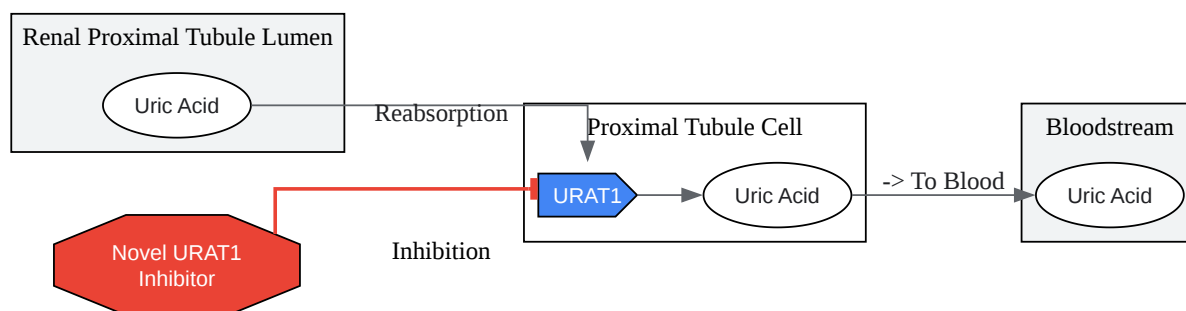 Renal Proximal Tubule Lumen
Uric Acid
Reabsorption
Proximal Tubule Cell
URAT1
Uric Acid
-> To Blood
Bloodstream
Uric Acid
Novel URAT1
Inhibitor
Inhibition